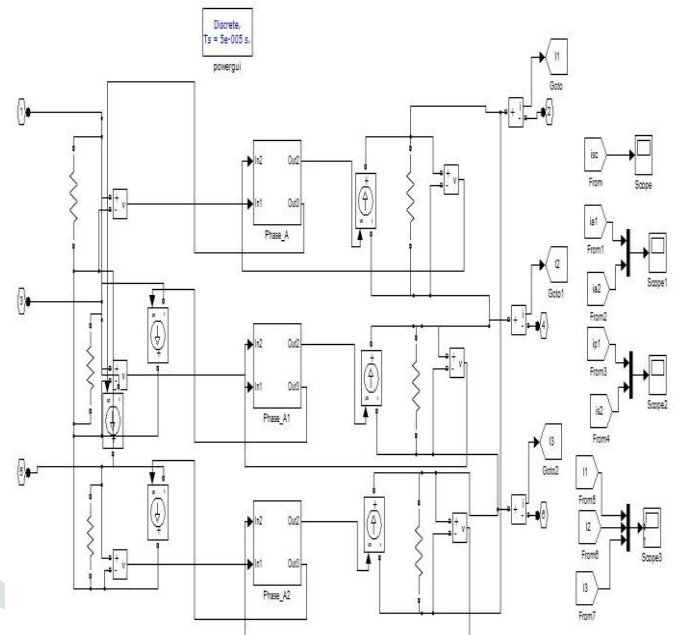 Discrete,
Ts = 5e-005 s.
powergui
I1
Goto
1
2
isc
From
Scope
In2
In1
Out2
Out3
Phase_A
v
v
i
ia1
From1
ia2
From2
Scope1
I2
Goto1
3
4
i
In2
In1
Out2
Out3
Phase_A1
v
v
ip1
From3
is2
From4
Scope2
I3
Goto2
5
6
i
In2
In1
Out2
Out3
Phase_A2
v
v
I1
From5
I2
From6
I3
From7
Scope3